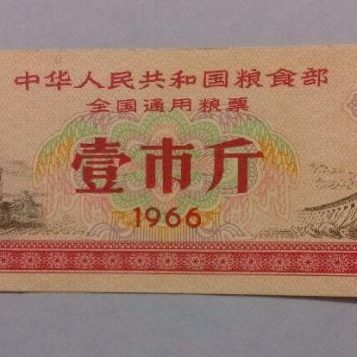 中华人民共和国粮食部
全国通用粮票
壹市斤
1966